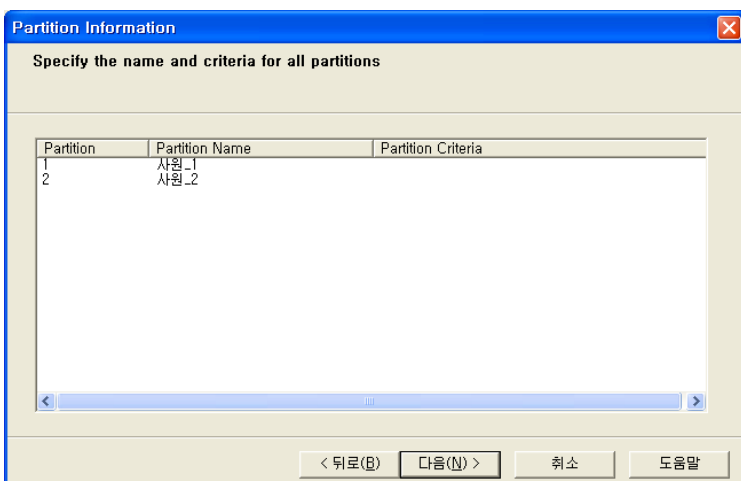 Partition Information
Specify the name and criteria for all partitions
Partition Partition Name Partition Criteria
1 사원_1
2 사원_2
< 뒤로(B) 다음(N) > 취소 도움말